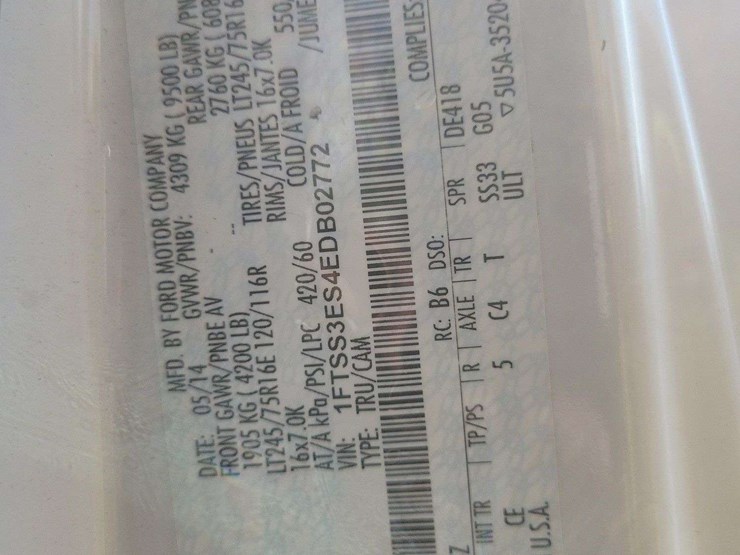 MFD. BY FORD MOTOR COMPANY
DATE: 05/14 GVWR/PNBV: 4309 KG ( 9500 LB)
FRONT GAWR/PNBE AV REAR GAWR/PN
1905 KG ( 4200 LB) 2760 KG ( 608
LT245/75R16E 120/116R TIRES/PNEUS LT245/75R16
16x7.0K RIMS/JANTES 16x7.0K
AT/A kPa/PSI/LPC 420/60 COLD/A FROID 550
VIN: 1FTSS3ES4EDB02772 /JUME
TYPE: TRU/CAM
COMPLIES
RC: B6 DSO:
Z
INT TR TP/PS R AXLE TR SPR DE418
CE 5 C4 T SS33 G05
U.S.A. ULT ▽5U5A-3520